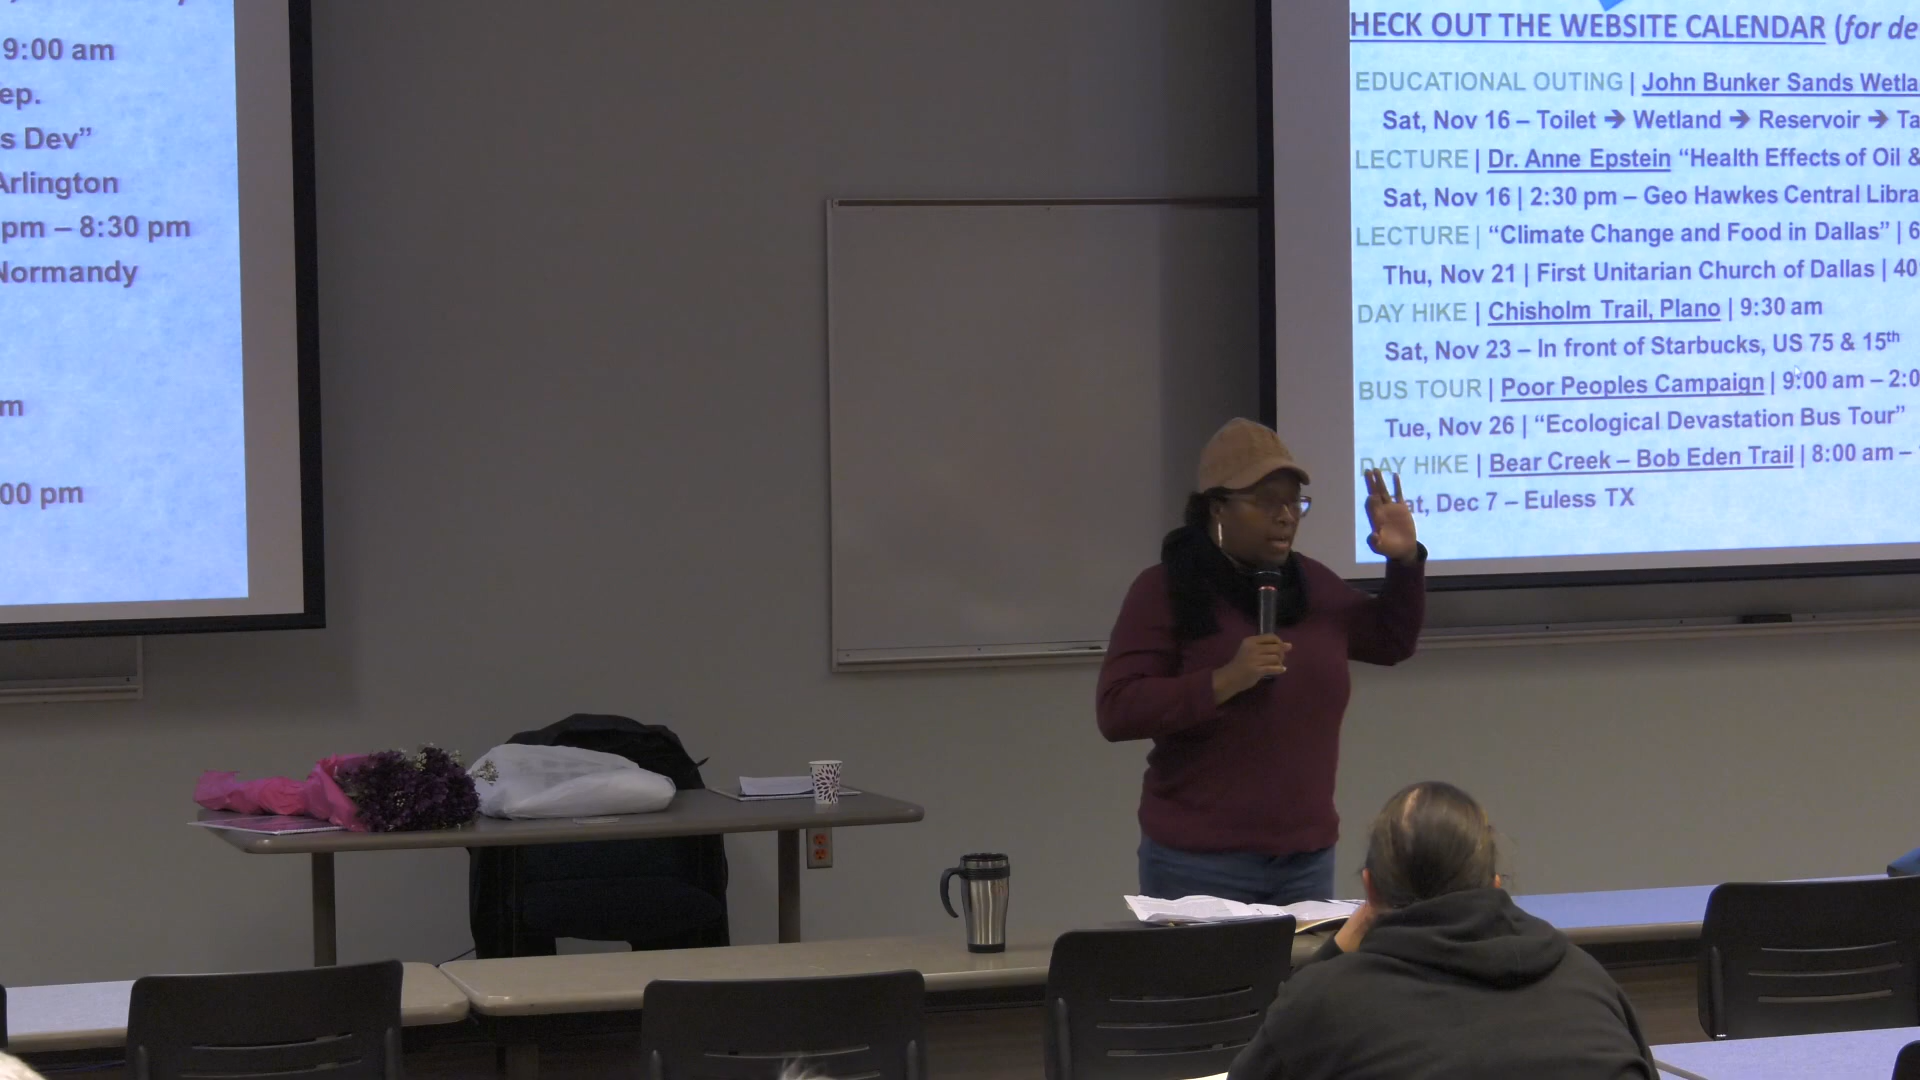 9:00 am
ep.
s Dev”
Arlington
pm – 8:30 pm
Normandy
m
00 pm
HECK OUT THE WEBSITE CALENDAR (for de
EDUCATIONAL OUTING | John Bunker Sands Wetla
Sat, Nov 16 – Toilet ➔ Wetland ➔ Reservoir ➔ Ta
LECTURE | Dr. Anne Epstein “Health Effects of Oil &
Sat, Nov 16 | 2:30 pm – Geo Hawkes Central Libra
LECTURE | “Climate Change and Food in Dallas” | 6
Thu, Nov 21 | First Unitarian Church of Dallas | 40
DAY HIKE | Chisholm Trail, Plano | 9:30 am
Sat, Nov 23 – In front of Starbucks, US 75 & 15th
BUS TOUR | Poor Peoples Campaign | 9:00 am – 2:0
Tue, Nov 26 | “Ecological Devastation Bus Tour”
DAY HIKE | Bear Creek – Bob Eden Trail | 8:00 am –
at, Dec 7 – Euless TX